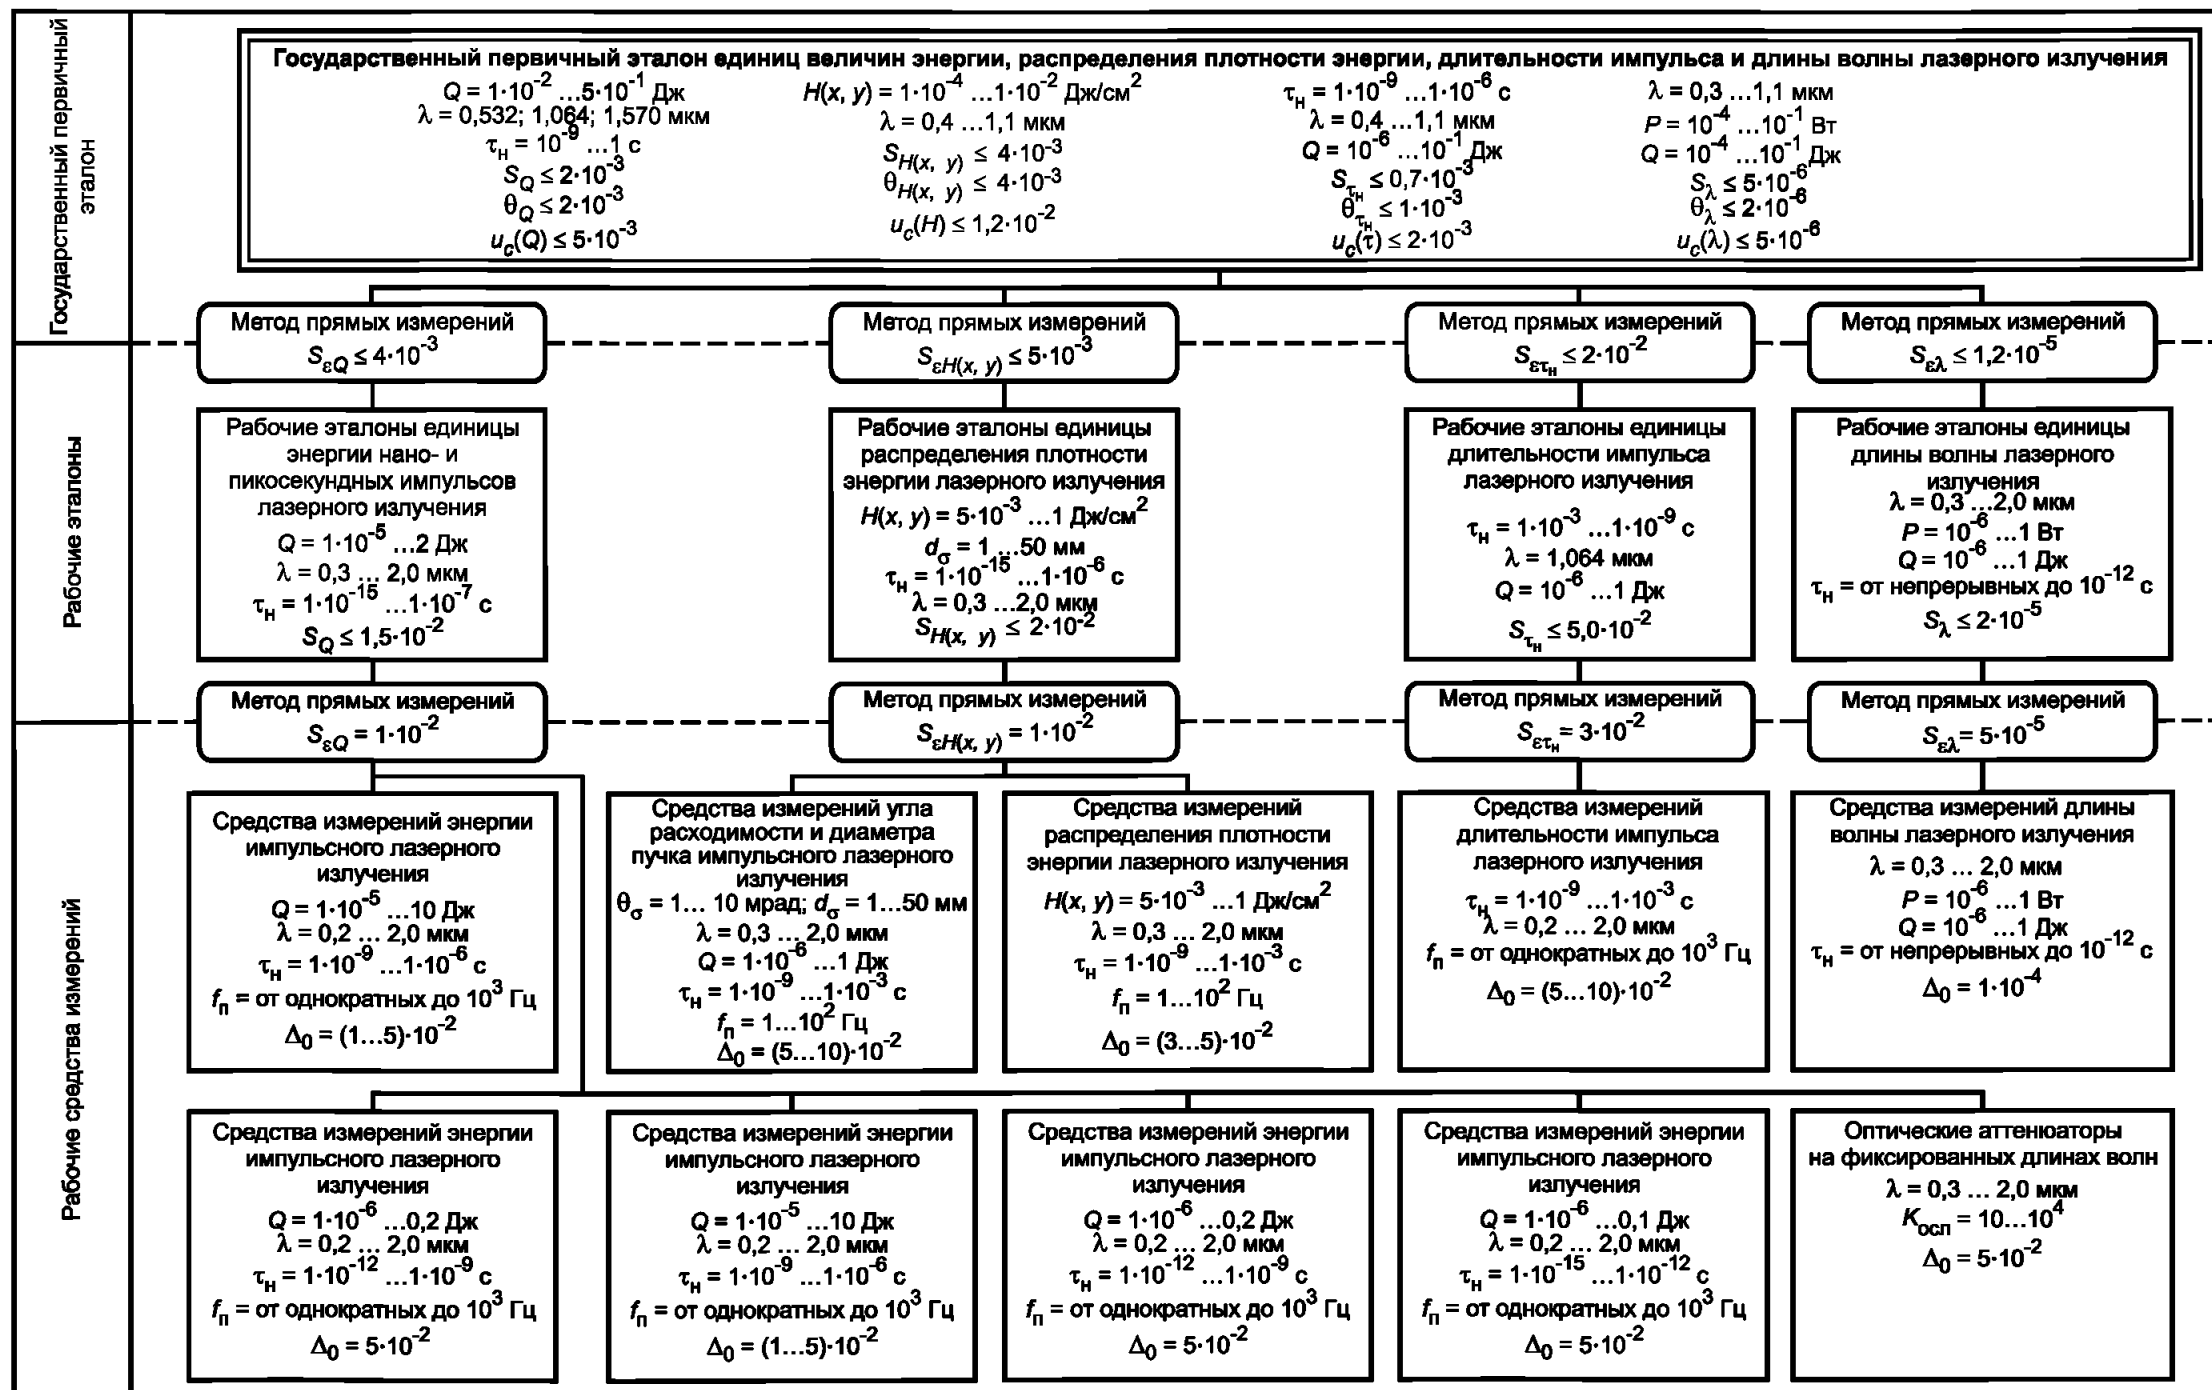 Государственный первичный
эталон
Государственный первичный эталон единиц величин энергии, распределения плотности энергии, длительности импульса и длины волны лазерного излучения
Q = 1·10⁻² ...5·10⁻¹ Дж
λ = 0,532; 1,064; 1,570 мкм
τн = 10⁻⁹ ...1 с
S_Q ≤ 2·10⁻³
θ_Q ≤ 2·10⁻³
u_c(Q) ≤ 5·10⁻³
H(x, y) = 1·10⁻⁴ ...1·10⁻² Дж/см²
λ = 0,4 ...1,1 мкм
S_H(x, y) ≤ 4·10⁻³
θ_H(x, y) ≤ 4·10⁻³
u_c(H) ≤ 1,2·10⁻²
τн = 1·10⁻⁹ ...1·10⁻⁶ с
λ = 0,4 ...1,1 мкм
Q = 10⁻⁶ ...10⁻¹ Дж
S_τн ≤ 0,7·10⁻³
θ_τн ≤ 1·10⁻³
u_c(τ) ≤ 2·10⁻³
λ = 0,3 ...1,1 мкм
P = 10⁻⁴ ...10⁻¹ Вт
Q = 10⁻⁴ ...10⁻¹ Дж
S_λ ≤ 5·10⁻⁶
θ_λ ≤ 2·10⁻⁶
u_c(λ) ≤ 5·10⁻⁶
Метод прямых измерений
S_εQ ≤ 4·10⁻³
Метод прямых измерений
S_εH(x, y) ≤ 5·10⁻³
Метод прямых измерений
S_ετн ≤ 2·10⁻²
Метод прямых измерений
S_ελ ≤ 1,2·10⁻⁵
Рабочие эталоны
Рабочие эталоны единицы
энергии нано- и
пикосекундных импульсов
лазерного излучения
Q = 1·10⁻⁵ ...2 Дж
λ = 0,3 ... 2,0 мкм
τн = 1·10⁻¹⁵ ...1·10⁻⁷ с
S_Q ≤ 1,5·10⁻²
Рабочие эталоны единицы
распределения плотности
энергии лазерного излучения
H(x, y) = 5·10⁻³ ...1 Дж/см²
d_σ = 1 ...50 мм
τн = 1·10⁻¹⁵ ...1·10⁻⁶ с
λ = 0,3 ...2,0 мкм
S_H(x, y) ≤ 2·10⁻²
Рабочие эталоны единицы
длительности импульса
лазерного излучения
τн = 1·10⁻³ ...1·10⁻⁹ с
λ = 1,064 мкм
Q = 10⁻⁶ ...1 Дж
S_τн ≤ 5,0·10⁻²
Рабочие эталоны единицы
длины волны лазерного
излучения
λ = 0,3 ...2,0 мкм
P = 10⁻⁶ ...1 Вт
Q = 10⁻⁶ ...1 Дж
τн = от непрерывных до 10⁻¹² с
S_λ ≤ 2·10⁻⁵
Метод прямых измерений
S_εQ = 1·10⁻²
Метод прямых измерений
S_εH(x, y) = 1·10⁻²
Метод прямых измерений
S_ετн = 3·10⁻²
Метод прямых измерений
S_ελ = 5·10⁻⁵
Рабочие средства измерений
Средства измерений энергии
импульсного лазерного
излучения
Q = 1·10⁻⁵ ...10 Дж
λ = 0,2 ... 2,0 мкм
τн = 1·10⁻⁹ ...1·10⁻⁶ с
fп = от однократных до 10³ Гц
Δ₀ = (1...5)·10⁻²
Средства измерений угла
расходимости и диаметра
пучка импульсного лазерного
излучения
θ_σ = 1... 10 мрад; d_σ = 1...50 мм
λ = 0,3 ... 2,0 мкм
Q = 1·10⁻⁶ ...1 Дж
τн = 1·10⁻⁹ ...1·10⁻³ с
fп = 1...10² Гц
Δ₀ = (5...10)·10⁻²
Средства измерений
распределения плотности
энергии лазерного излучения
H(x, y) = 5·10⁻³ ...1 Дж/см²
λ = 0,3 ... 2,0 мкм
τн = 1·10⁻⁹ ...1·10⁻³ с
fп = 1...10² Гц
Δ₀ = (3...5)·10⁻²
Средства измерений
длительности импульса
лазерного излучения
τн = 1·10⁻⁹ ...1·10⁻³ с
λ = 0,2 ... 2,0 мкм
fп = от однократных до 10³ Гц
Δ₀ = (5...10)·10⁻²
Средства измерений длины
волны лазерного излучения
λ = 0,3 ... 2,0 мкм
P = 10⁻⁶ ...1 Вт
Q = 10⁻⁶ ...1 Дж
τн = от непрерывных до 10⁻¹² с
Δ₀ = 1·10⁻⁴
Средства измерений энергии
импульсного лазерного
излучения
Q = 1·10⁻⁶ ...0,2 Дж
λ = 0,2 ... 2,0 мкм
τн = 1·10⁻¹² ...1·10⁻⁹ с
fп = от однократных до 10³ Гц
Δ₀ = 5·10⁻²
Средства измерений энергии
импульсного лазерного
излучения
Q = 1·10⁻⁵ ...10 Дж
λ = 0,2 ... 2,0 мкм
τн = 1·10⁻⁹ ...1·10⁻⁶ с
fп = от однократных до 10³ Гц
Δ₀ = (1...5)·10⁻²
Средства измерений энергии
импульсного лазерного
излучения
Q = 1·10⁻⁶ ...0,2 Дж
λ = 0,2 ... 2,0 мкм
τн = 1·10⁻¹² ...1·10⁻⁹ с
fп = от однократных до 10³ Гц
Δ₀ = 5·10⁻²
Средства измерений энергии
импульсного лазерного
излучения
Q = 1·10⁻⁶ ...0,1 Дж
λ = 0,2 ... 2,0 мкм
τн = 1·10⁻¹⁵ ...1·10⁻¹² с
fп = от однократных до 10³ Гц
Δ₀ = 5·10⁻²
Оптические аттенюаторы
на фиксированных длинах волн
λ = 0,3 ... 2,0 мкм
K_осл = 10...10⁴
Δ₀ = 5·10⁻²